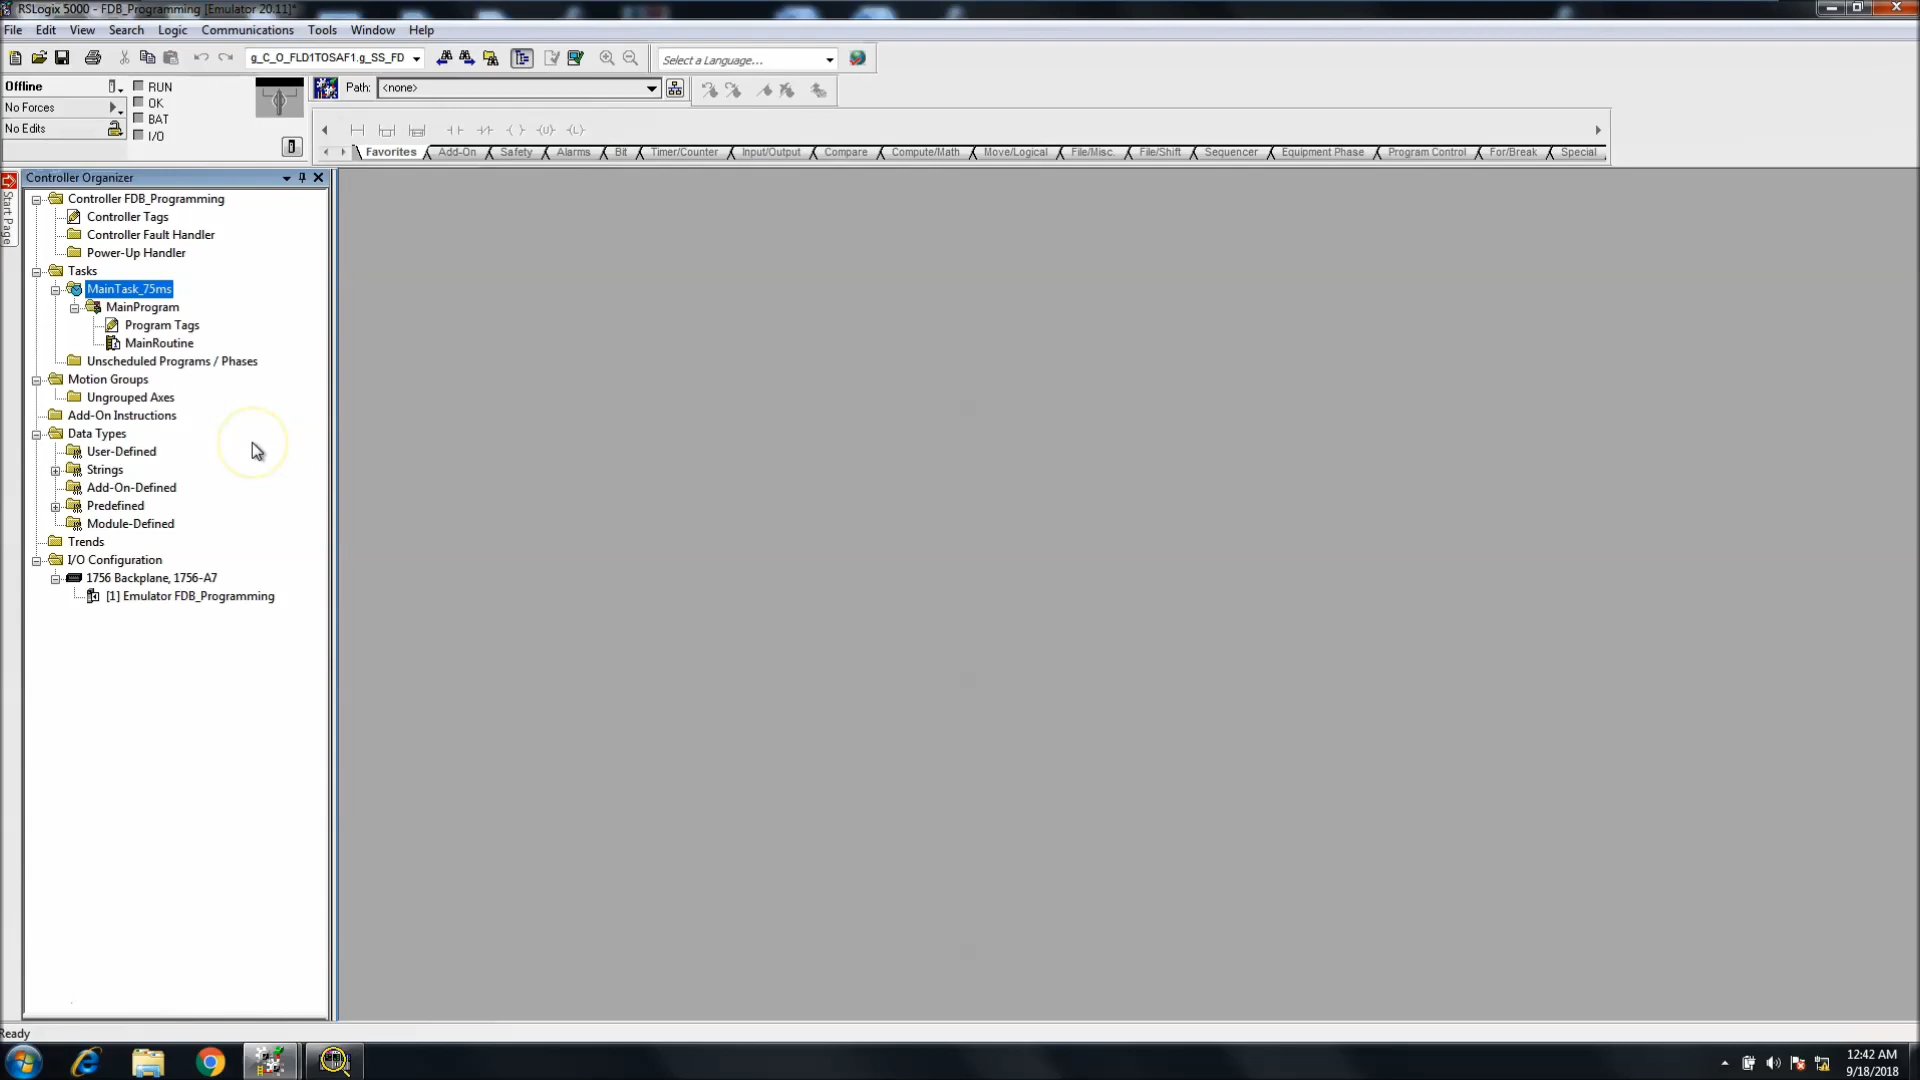 RSLogix 5000 - FDB_Programming [Emulator 20.11]*
File Edit View Search Logic Communications Tools Window Help
g_C_O_FLD1TOSAF1.g_SS_FD Select a Language...
Offline RUN Path: <none>
No Forces OK
No Edits BAT
I/O
Favorites Add-On Safety Alarms Bit Timer/Counter Input/Output Compare Compute/Math Move/Logical File/Misc. File/Shift Sequencer Equipment Phase Program Control For/Break Special
Start Page
Controller Organizer
Controller FDB_Programming
Controller Tags
Controller Fault Handler
Power-Up Handler
Tasks
MainTask_75ms
MainProgram
Program Tags
MainRoutine
Unscheduled Programs / Phases
Motion Groups
Ungrouped Axes
Add-On Instructions
Data Types
User-Defined
Strings
Add-On-Defined
Predefined
Module-Defined
Trends
I/O Configuration
1756 Backplane, 1756-A7
[1] Emulator FDB_Programming
Ready
12:42 AM
9/18/2018